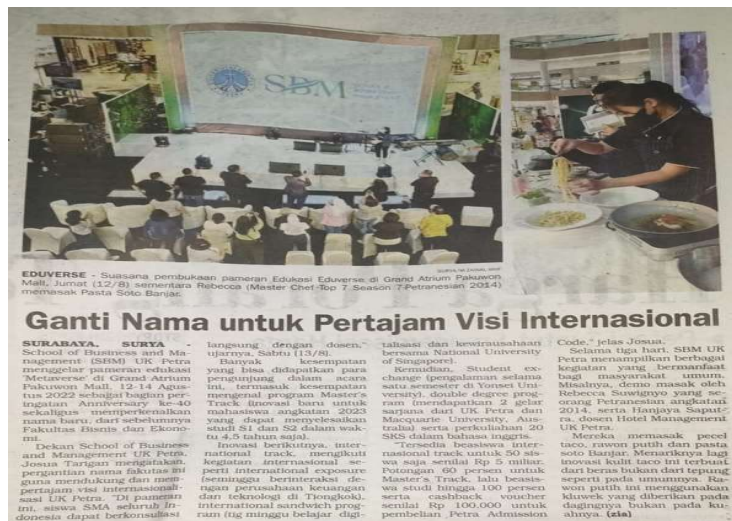 SBM
EDUVERSE - Suasana pembukaan pameran Edukasi Eduverse di Grand Atrium Pakuwon
Mall, Jumat (12/8) sementara Rebecca (Master Chef-Top 7 Season 7-Petranesian 2014)
memasak Pasta Soto Banjar.
Ganti Nama untuk Pertajam Visi Internasional
SURABAYA, SURYA -
School of Business and Ma-
nagement (SBM) UK Petra
menggelar pameran edukasi
'Metaverse' di Grand Atrium
Pakuwon Mall, 12-14 Agus-
tus 2022 sebagai bagian per-
ingatan Anniversary ke-40
sekaligus memperkenalkan
nama baru, dari sebelumnya
Fakultas Bisnis dan Ekono-
mi.
Dekan School of Business
and Management UK Petra,
Josua Tarigan mengatakan,
pergantian nama fakultas ini
guna mendukung dan mem-
pertajam visi internasionali-
sasi UK Petra. "Di pameran
ini, siswa SMA seluruh In-
donesia dapat berkonsultasi
langsung dengan dosen,"
ujarnya, Sabtu (13/8).
Banyak kesempatan
yang bisa didapatkan para
pengunjung dalam acara
ini, termasuk kesempatan
mengenal program Master's
Track (inovasi baru untuk
mahasiswa angkatan 2023
yang dapat menyelesaikan
studi S1 dan S2 dalam wak-
tu 4,5 tahun saja).
Inovasi berikutnya, inter-
national track, mengikuti
kegiatan internasional se-
perti international exposure
(seminggu berinteraksi de-
ngan perusahaan keuangan
dan teknologi di Tiongkok),
international sandwich prog-
ram (tig minggu belajar digi-
talisasi dan kewirausahaan
bersama National University
of Singapore).
Kemudian, Student ex-
change (pengalaman selama
satu semester di Yonsei Uni-
versity), double degree prog-
ram (mendapatkan 2 gelar
sarjana dari UK Petra dan
Macquarie University, Aus-
tralia) serta perkuliahan 20
SKS dalam bahasa inggris.
"Tersedia beasiswa inter-
nasional track untuk 50 sis-
wa saja senilai Rp 5 miliar.
Potongan 60 persen untuk
Master's Track, lalu beasis-
wa studi hingga 100 persen
serta cashback voucher
senilai Rp 100.000 untuk
pembelian Petra Admission
Code," jelas Josua.
Selama tiga hari, SBM UK
Petra menampilkan berbagai
kegiatan yang bermanfaat
bagi masyarakat umum.
Misalnya, demo masak oleh
Rebecca Suwignyo yang se-
orang Petranesian angkatan
2014, serta Hanjaya Saput-
ra, dosen Hotel Management
UK Petra.
Mereka memasak pecel
taco, rawon putih dan pasta
soto Banjar. Menariknya lagi
inovasi kulit taco ini terbuat
dari beras bukan dari tepung
seperti pada umumnya. Ra-
won putih ini menggunakan
kluwek yang diberikan pada
dagingnya bukan pada ku-
ahnya. (zia)